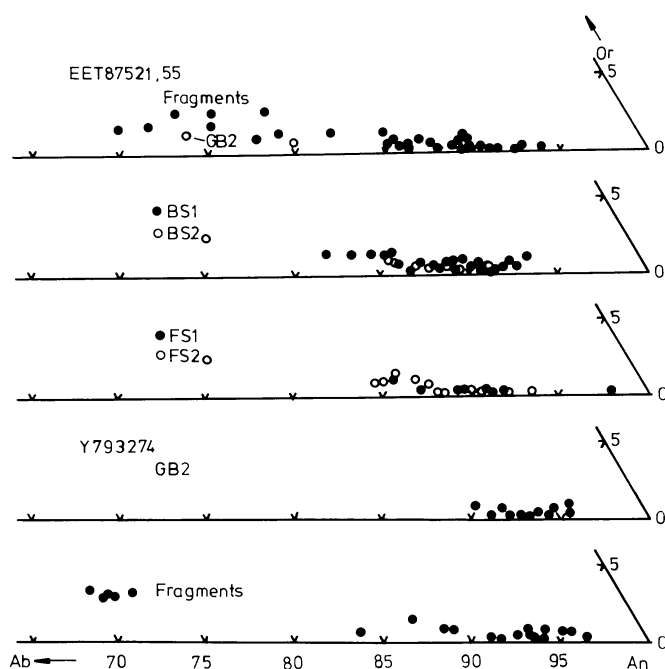 Or
5
EET87521,55
Fragments
GB2
0
5
BS1
BS2
0
5
FS1
FS2
0
5
Y793274
GB2
0
5
Fragments
0
Ab 70 75 80 85 90 95 An